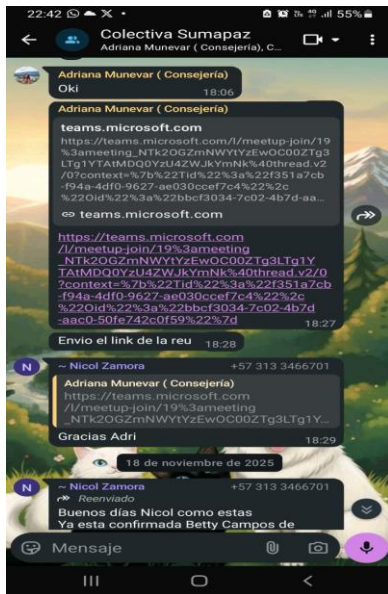 22:42
55%
Colectiva Sumapaz
Adriana Munevar ( Consejería), C...
Adriana Munevar ( Consejería)
Oki
18:06
Adriana Munevar ( Consejería)
teams.microsoft.com
https://teams.microsoft.com/l/meetup-join/19
%3ameeting_NTk2OGZmNWYtYzEwOC00ZTg3
LTg1YTAtMDQ0YzU4ZWJkYmNk%40thread.v2
/0?context=%7b%22Tid%22%3a%22f351a7cb
-f94a-4df0-9627-ae030ccef7c4%22%2c
%22Oid%22%3a%22bbcf3034-7c02-4b7d-aa...
teams.microsoft.com
https://teams.microsoft.com
/l/meetup-join/19%3ameeting
_NTk2OGZmNWYtYzEwOC00ZTg3LTg1Y
TAtMDQ0YzU4ZWJkYmNk%40thread.v2/0
?context=%7b%22Tid%22%3a%22f351a7cb
-f94a-4df0-9627-ae030ccef7c4%22%2c
%22Oid%22%3a%22bbcf3034-7c02-4b7d
-aac0-50fe742c0f59%22%7d
18:27
Envio el link de la reu
18:28
N
~ Nicol Zamora
+57 313 3466701
Adriana Munevar ( Consejería)
https://teams.microsoft.com
/l/meetup-join/19%3ameeting
_NTk2OGZmNWYtYzEwOC00ZTg3LTg1Y...
Gracias Adri
18:29
18 de noviembre de 2025
N
~ Nicol Zamora
+57 313 3466701
Reenviado
Buenos días Nicol como estas
Ya esta confirmada Betty Campos de
Mensaje